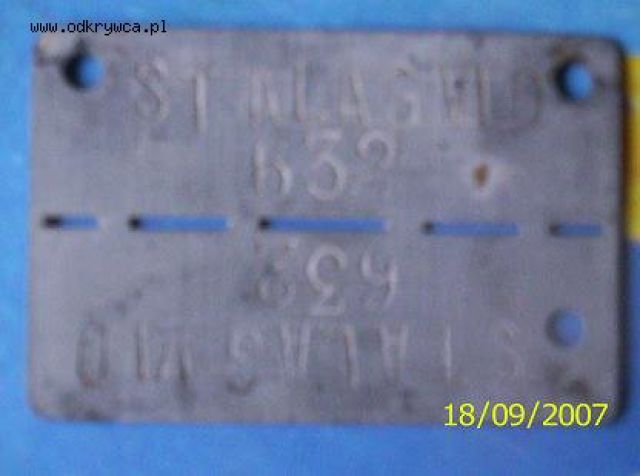 www.odkrywca.pl
STALAG VI D
632
632
STALAG VI D
18/09/2007